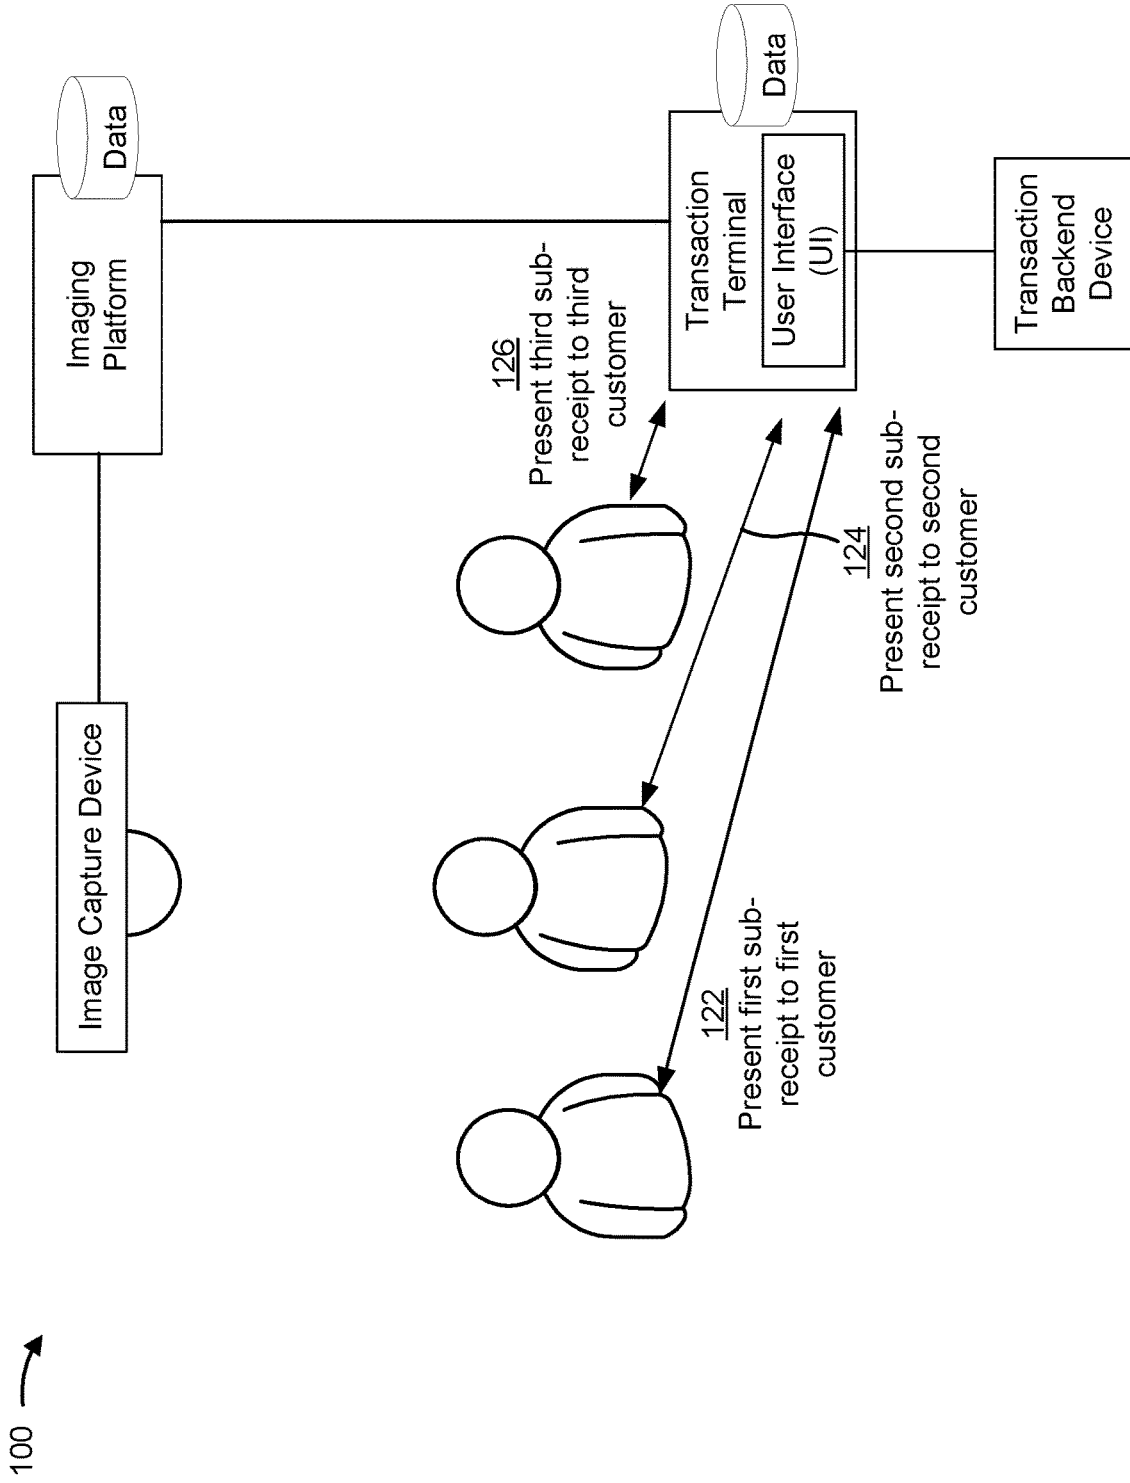 100
Image Capture Device
Imaging
Platform
Data
126
Present third sub-
receipt to third
customer
122
Present first sub-
receipt to first
customer
124
Present second sub-
receipt to second
customer
Transaction
Terminal
User Interface
(UI)
Data
Transaction
Backend
Device